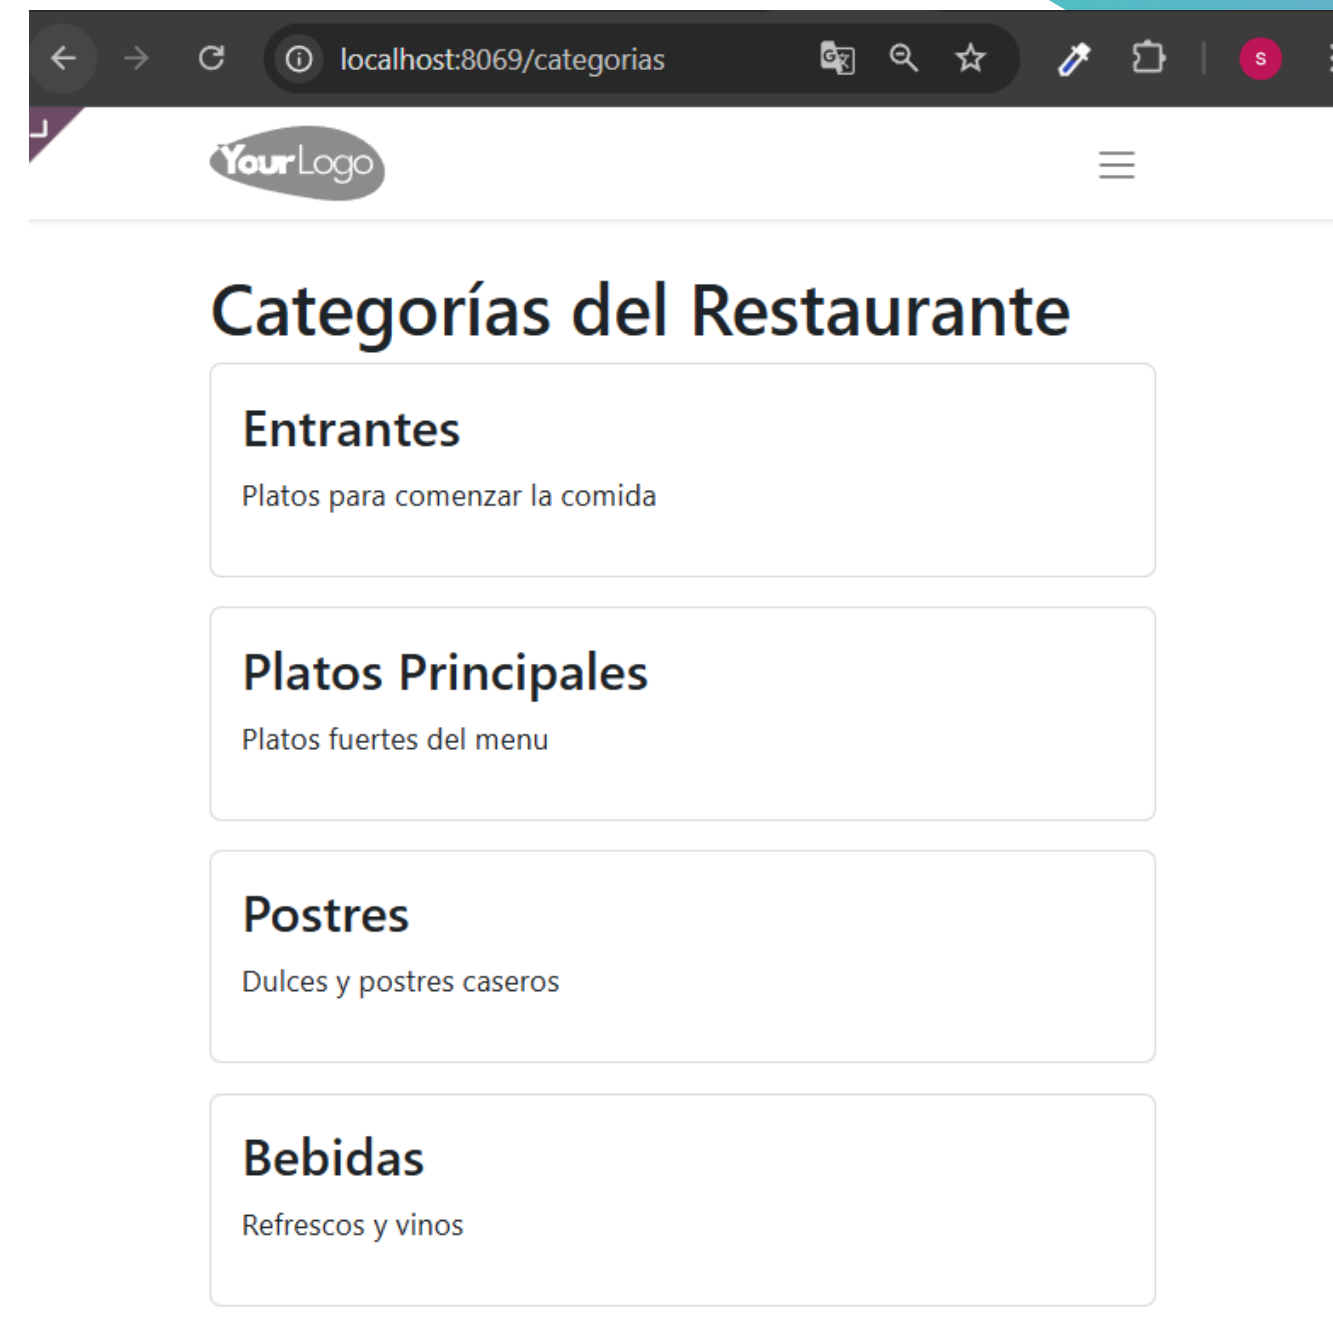 localhost:8069/categorias
S
YourLogo
Categorías del Restaurante
Entrantes
Platos para comenzar la comida
Platos Principales
Platos fuertes del menu
Postres
Dulces y postres caseros
Bebidas
Refrescos y vinos